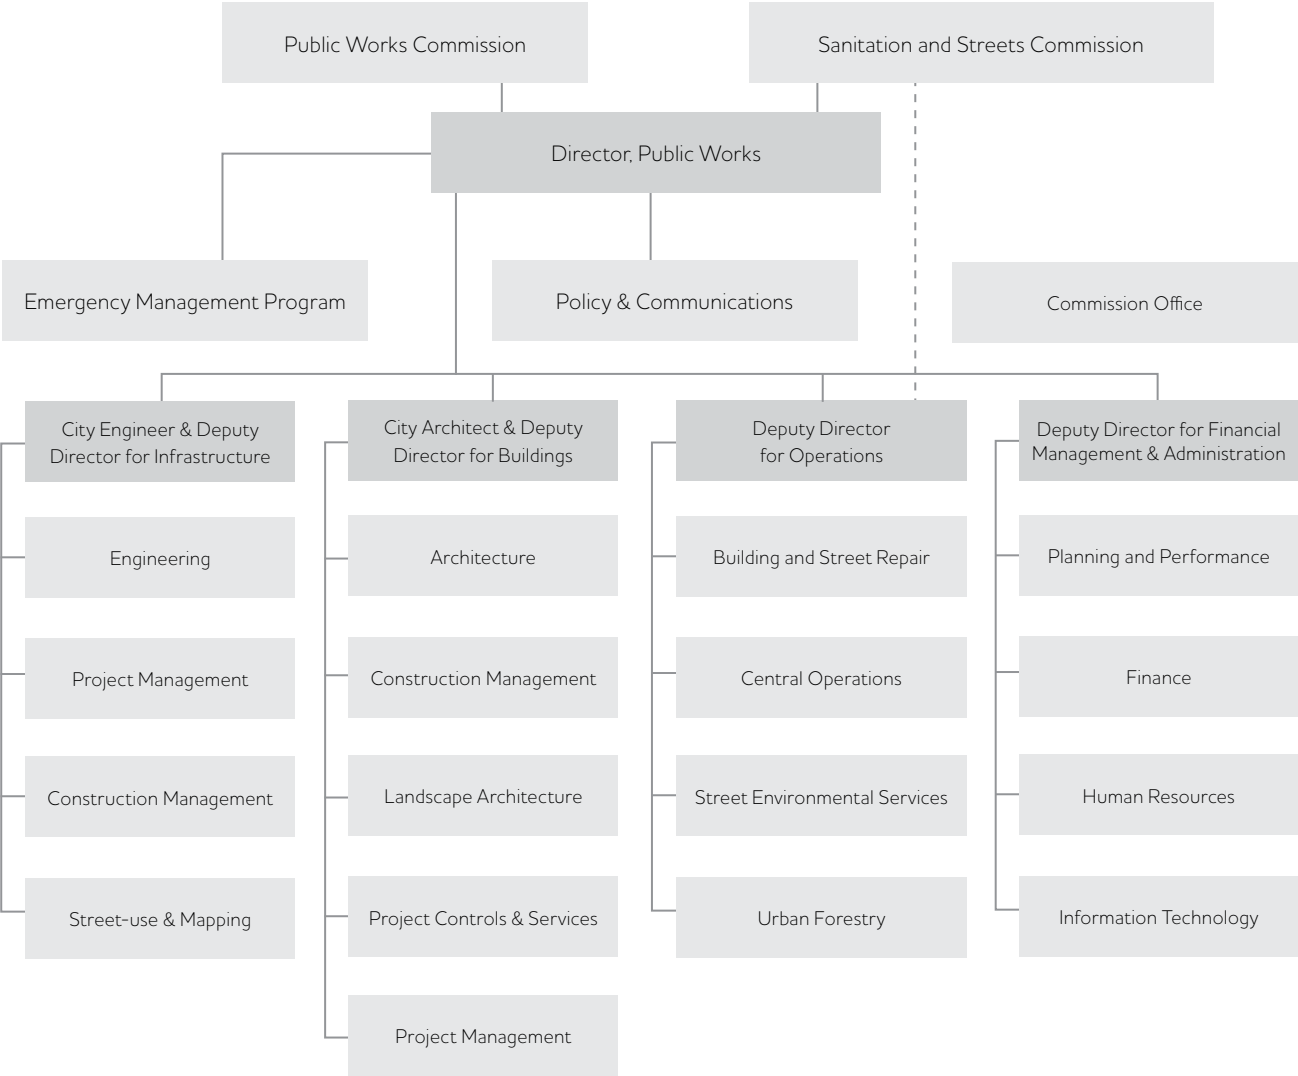 Public Works Commission
Sanitation and Streets Commission
Director, Public Works
Emergency Management Program
Policy & Communications
Commission Office
City Engineer & Deputy
Director for Infrastructure
City Architect & Deputy
Director for Buildings
Deputy Director
for Operations
Deputy Director for Financial
Management & Administration
Engineering
Architecture
Building and Street Repair
Planning and Performance
Project Management
Construction Management
Central Operations
Finance
Construction Management
Landscape Architecture
Street Environmental Services
Human Resources
Street-use & Mapping
Project Controls & Services
Urban Forestry
Information Technology
Project Management